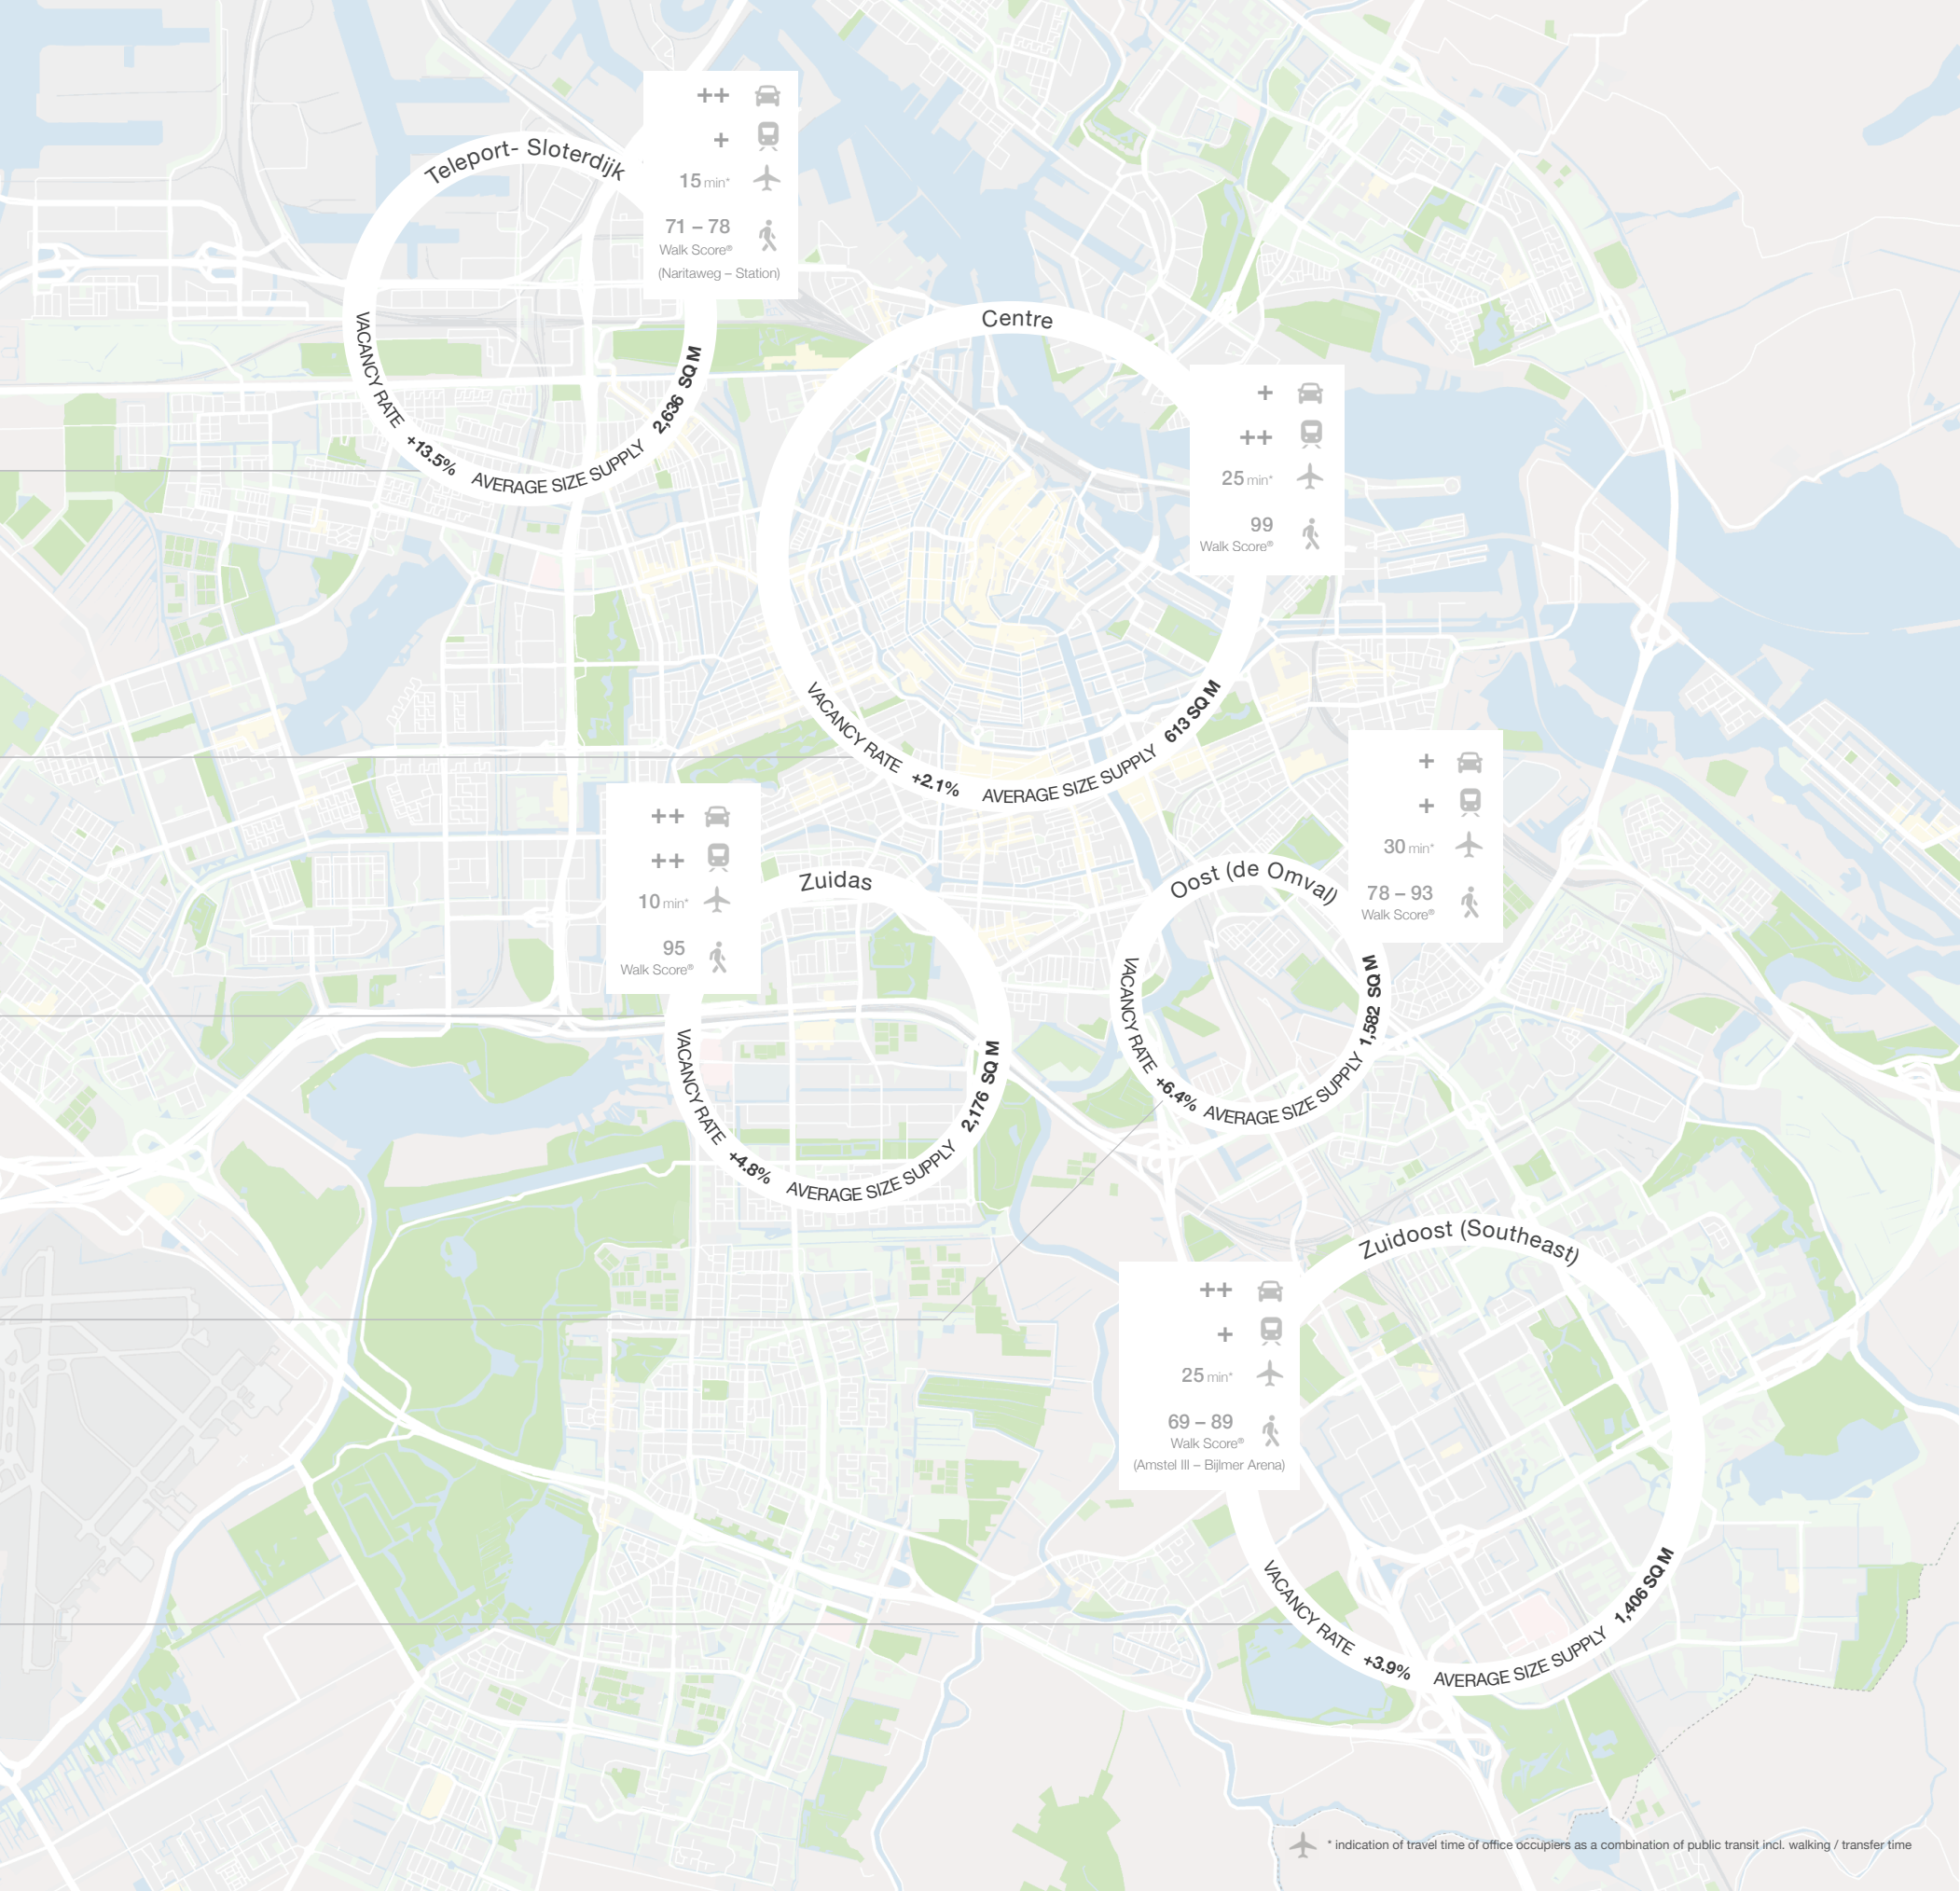 Teleport- Sloterdijk
VACANCY RATE +13.5% AVERAGE SIZE SUPPLY 2,636 SQ M
++
+
15 min*
71 – 78
Walk Score®
(Naritaweg – Station)
Centre
VACANCY RATE +2.1% AVERAGE SIZE SUPPLY 613 SQ M
+
++
25 min*
99
Walk Score®
Zuidas
VACANCY RATE +4.8% AVERAGE SIZE SUPPLY 2,176 SQ M
++
++
10 min*
95
Walk Score®
Oost (de Omval)
VACANCY RATE +6.4% AVERAGE SIZE SUPPLY 1,582 SQ M
+
+
30 min*
78 – 93
Walk Score®
Zuidoost (Southeast)
VACANCY RATE +3.9% AVERAGE SIZE SUPPLY 1,406 SQ M
++
+
25 min*
69 – 89
Walk Score®
(Amstel III – Bijlmer Arena)
* indication of travel time of office occupiers as a combination of public transit incl. walking / transfer time